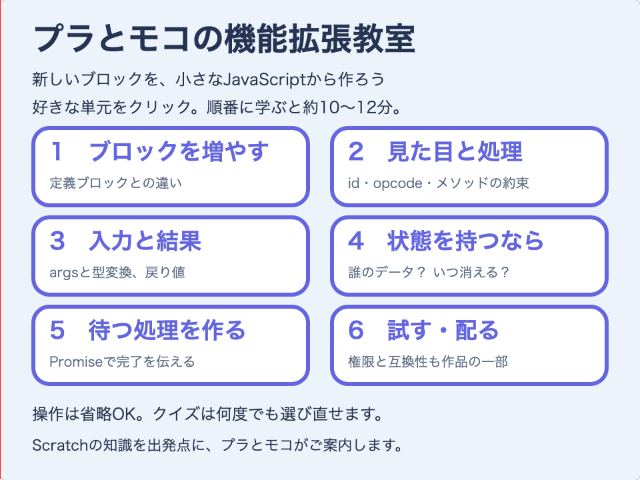 プラとモコの機能拡張教室
新しいブロックを、小さなJavaScriptから作ろう
好きな単元をクリック。順番に学ぶと約10〜12分。
1 ブロックを増やす
定義ブロックとの違い
2 見た目と処理
id・opcode・メソッドの約束
3 入力と結果
argsと型変換、戻り値
4 状態を持つなら
誰のデータ？ いつ消える？
5 待つ処理を作る
Promiseで完了を伝える
6 試す・配る
権限と互換性も作品の一部
操作は省略OK。クイズは何度でも選び直せます。
Scratchの知識を出発点に、プラとモコがご案内します。